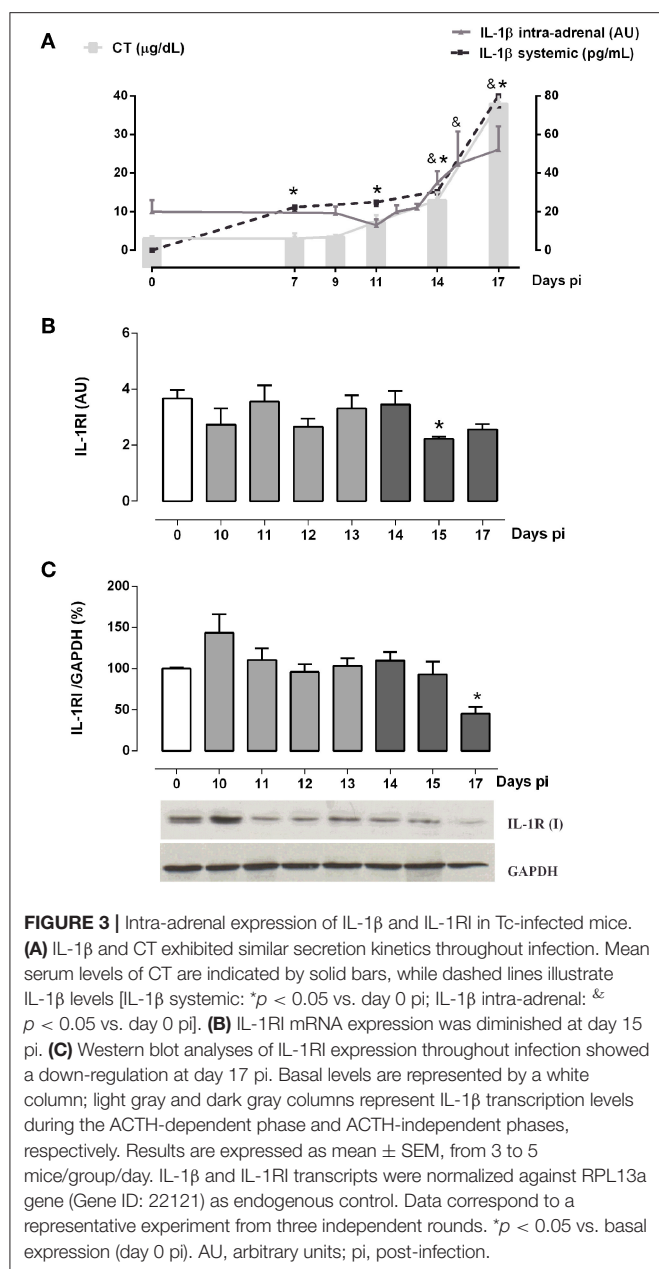 A
CT (μg/dL)
IL-1β intra-adrenal (AU)
IL-1β systemic (pg/mL)
40 30 20 10 0
80 60 40 20 0
* * & * & & *
0 7 9 11 14 17 Days pi
B
IL-1RI (AU)
6 4 2 0
*
0 10 11 12 13 14 15 17 Days pi
C
IL-1RI /GAPDH (%)
200 150 100 50 0
*
0 10 11 12 13 14 15 17 Days pi
IL-1R (I)
GAPDH
FIGURE 3 | Intra-adrenal expression of IL-1β and IL-1RI in Tc-infected mice.
(A) IL-1β and CT exhibited similar secretion kinetics throughout infection. Mean
serum levels of CT are indicated by solid bars, while dashed lines illustrate
IL-1β levels [IL-1β systemic: *p < 0.05 vs. day 0 pi; IL-1β intra-adrenal: &
p < 0.05 vs. day 0 pi]. (B) IL-1RI mRNA expression was diminished at day 15
pi. (C) Western blot analyses of IL-1RI expression throughout infection showed
a down-regulation at day 17 pi. Basal levels are represented by a white
column; light gray and dark gray columns represent IL-1β transcription levels
during the ACTH-dependent phase and ACTH-independent phases,
respectively. Results are expressed as mean ± SEM, from 3 to 5
mice/group/day. IL-1β and IL-1RI transcripts were normalized against RPL13a
gene (Gene ID: 22121) as endogenous control. Data correspond to a
representative experiment from three independent rounds. *p < 0.05 vs. basal
expression (day 0 pi). AU, arbitrary units; pi, post-infection.